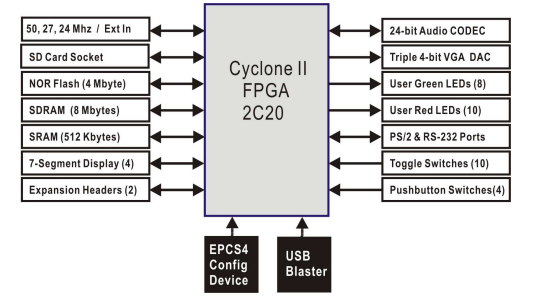 50, 27, 24 Mhz / Ext In
SD Card Socket
NOR Flash (4 Mbyte)
SDRAM (8 Mbytes)
SRAM (512 Kbytes)
7-Segment Display (4)
Expansion Headers (2)
Cyclone II
FPGA
2C20
24-bit Audio CODEC
Triple 4-bit VGA DAC
User Green LEDs (8)
User Red LEDs (10)
PS/2 & RS-232 Ports
Toggle Switches (10)
Pushbutton Switches(4)
EPCS4
Config
Device
USB
Blaster